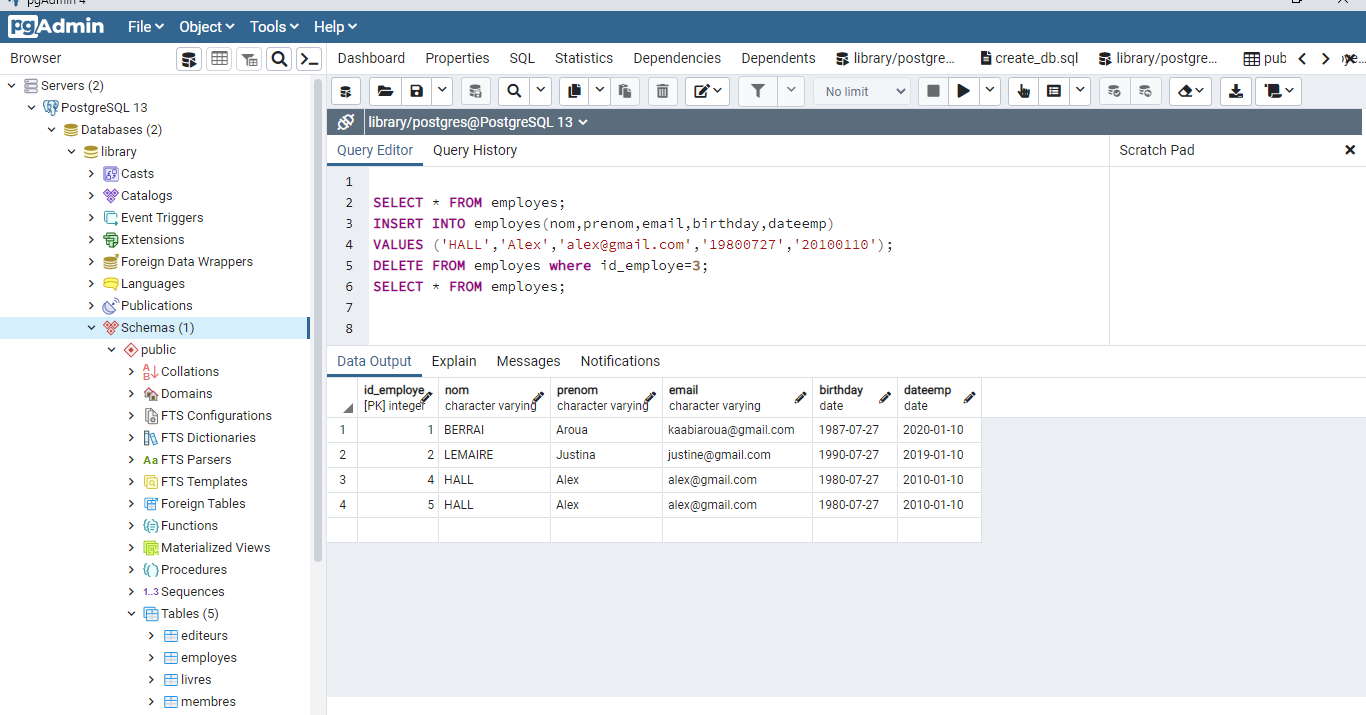 pgAdmin 4
pgAdmin File Object Tools Help
Browser
Dashboard Properties SQL Statistics Dependencies Dependents library/postgre... create_db.sql library/postgre... pub
Servers (2)
PostgreSQL 13
Databases (2)
library
Casts
Catalogs
Event Triggers
Extensions
Foreign Data Wrappers
Languages
Publications
Schemas (1)
public
Collations
Domains
FTS Configurations
FTS Dictionaries
Aa FTS Parsers
FTS Templates
Foreign Tables
Functions
Materialized Views
Procedures
1..3 Sequences
Tables (5)
editeurs
employes
livres
membres
No limit
library/postgres@PostgreSQL 13
Query Editor Query History
Scratch Pad
1
2 SELECT * FROM employes;
3 INSERT INTO employes(nom,prenom,email,birthday,dateemp)
4 VALUES ('HALL','Alex','alex@gmail.com','19800727','20100110');
5 DELETE FROM employes where id_employe=3;
6 SELECT * FROM employes;
7
8
Data Output Explain Messages Notifications
id_employe nom prenom email birthday dateemp
[PK] integer character varying character varying character varying date date
1 1 BERRAI Aroua kaabiaroua@gmail.com 1987-07-27 2020-01-10
2 2 LEMAIRE Justina justine@gmail.com 1990-07-27 2019-01-10
3 4 HALL Alex alex@gmail.com 1980-07-27 2010-01-10
4 5 HALL Alex alex@gmail.com 1980-07-27 2010-01-10